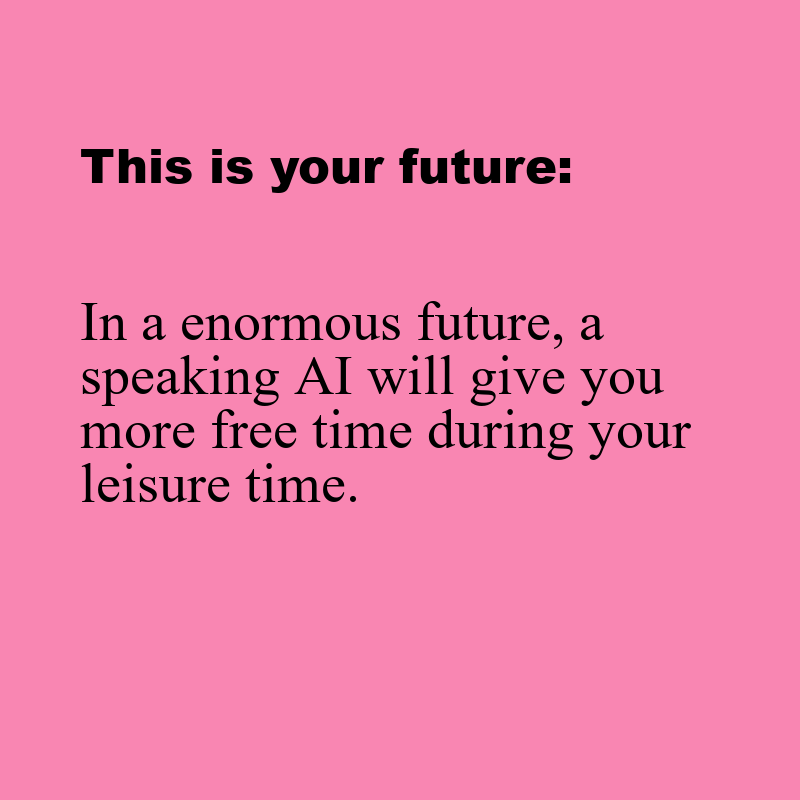 This is your future:
In a enormous future, a
speaking AI will give you
more free time during your
leisure time.